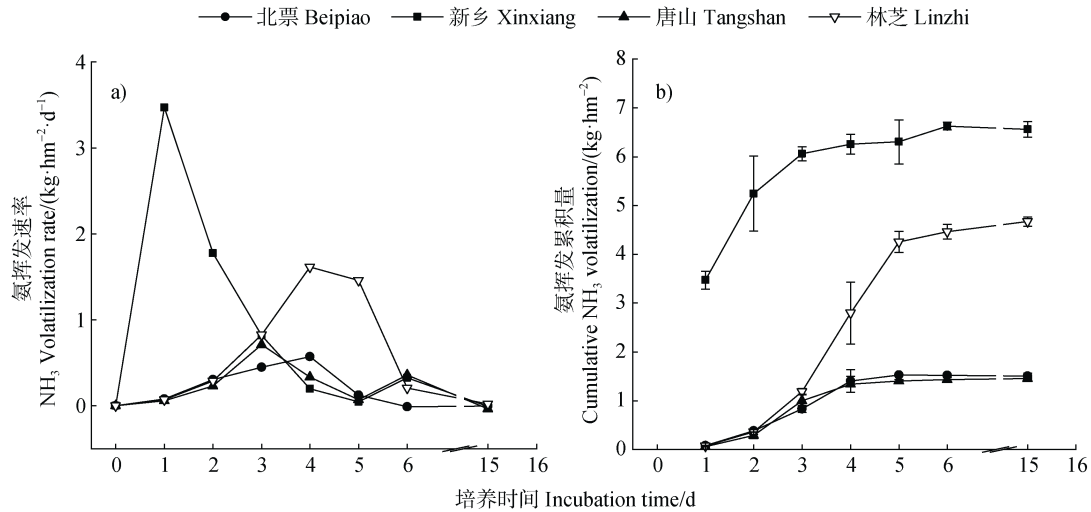 北票 Beipiao 新乡 Xinxiang 唐山 Tangshan 林芝 Linzhi
a)
氨挥发速率
NH₃ Volatilization rate/(kg·hm⁻²·d⁻¹)
4
3
2
1
0
0 1 2 3 4 5 6 15 16
b)
氨挥发累积量
Cumulative NH₃ volatilization/(kg·hm⁻²)
8
7
6
5
4
3
2
1
0
0 1 2 3 4 5 6 15 16
培养时间 Incubation time/d